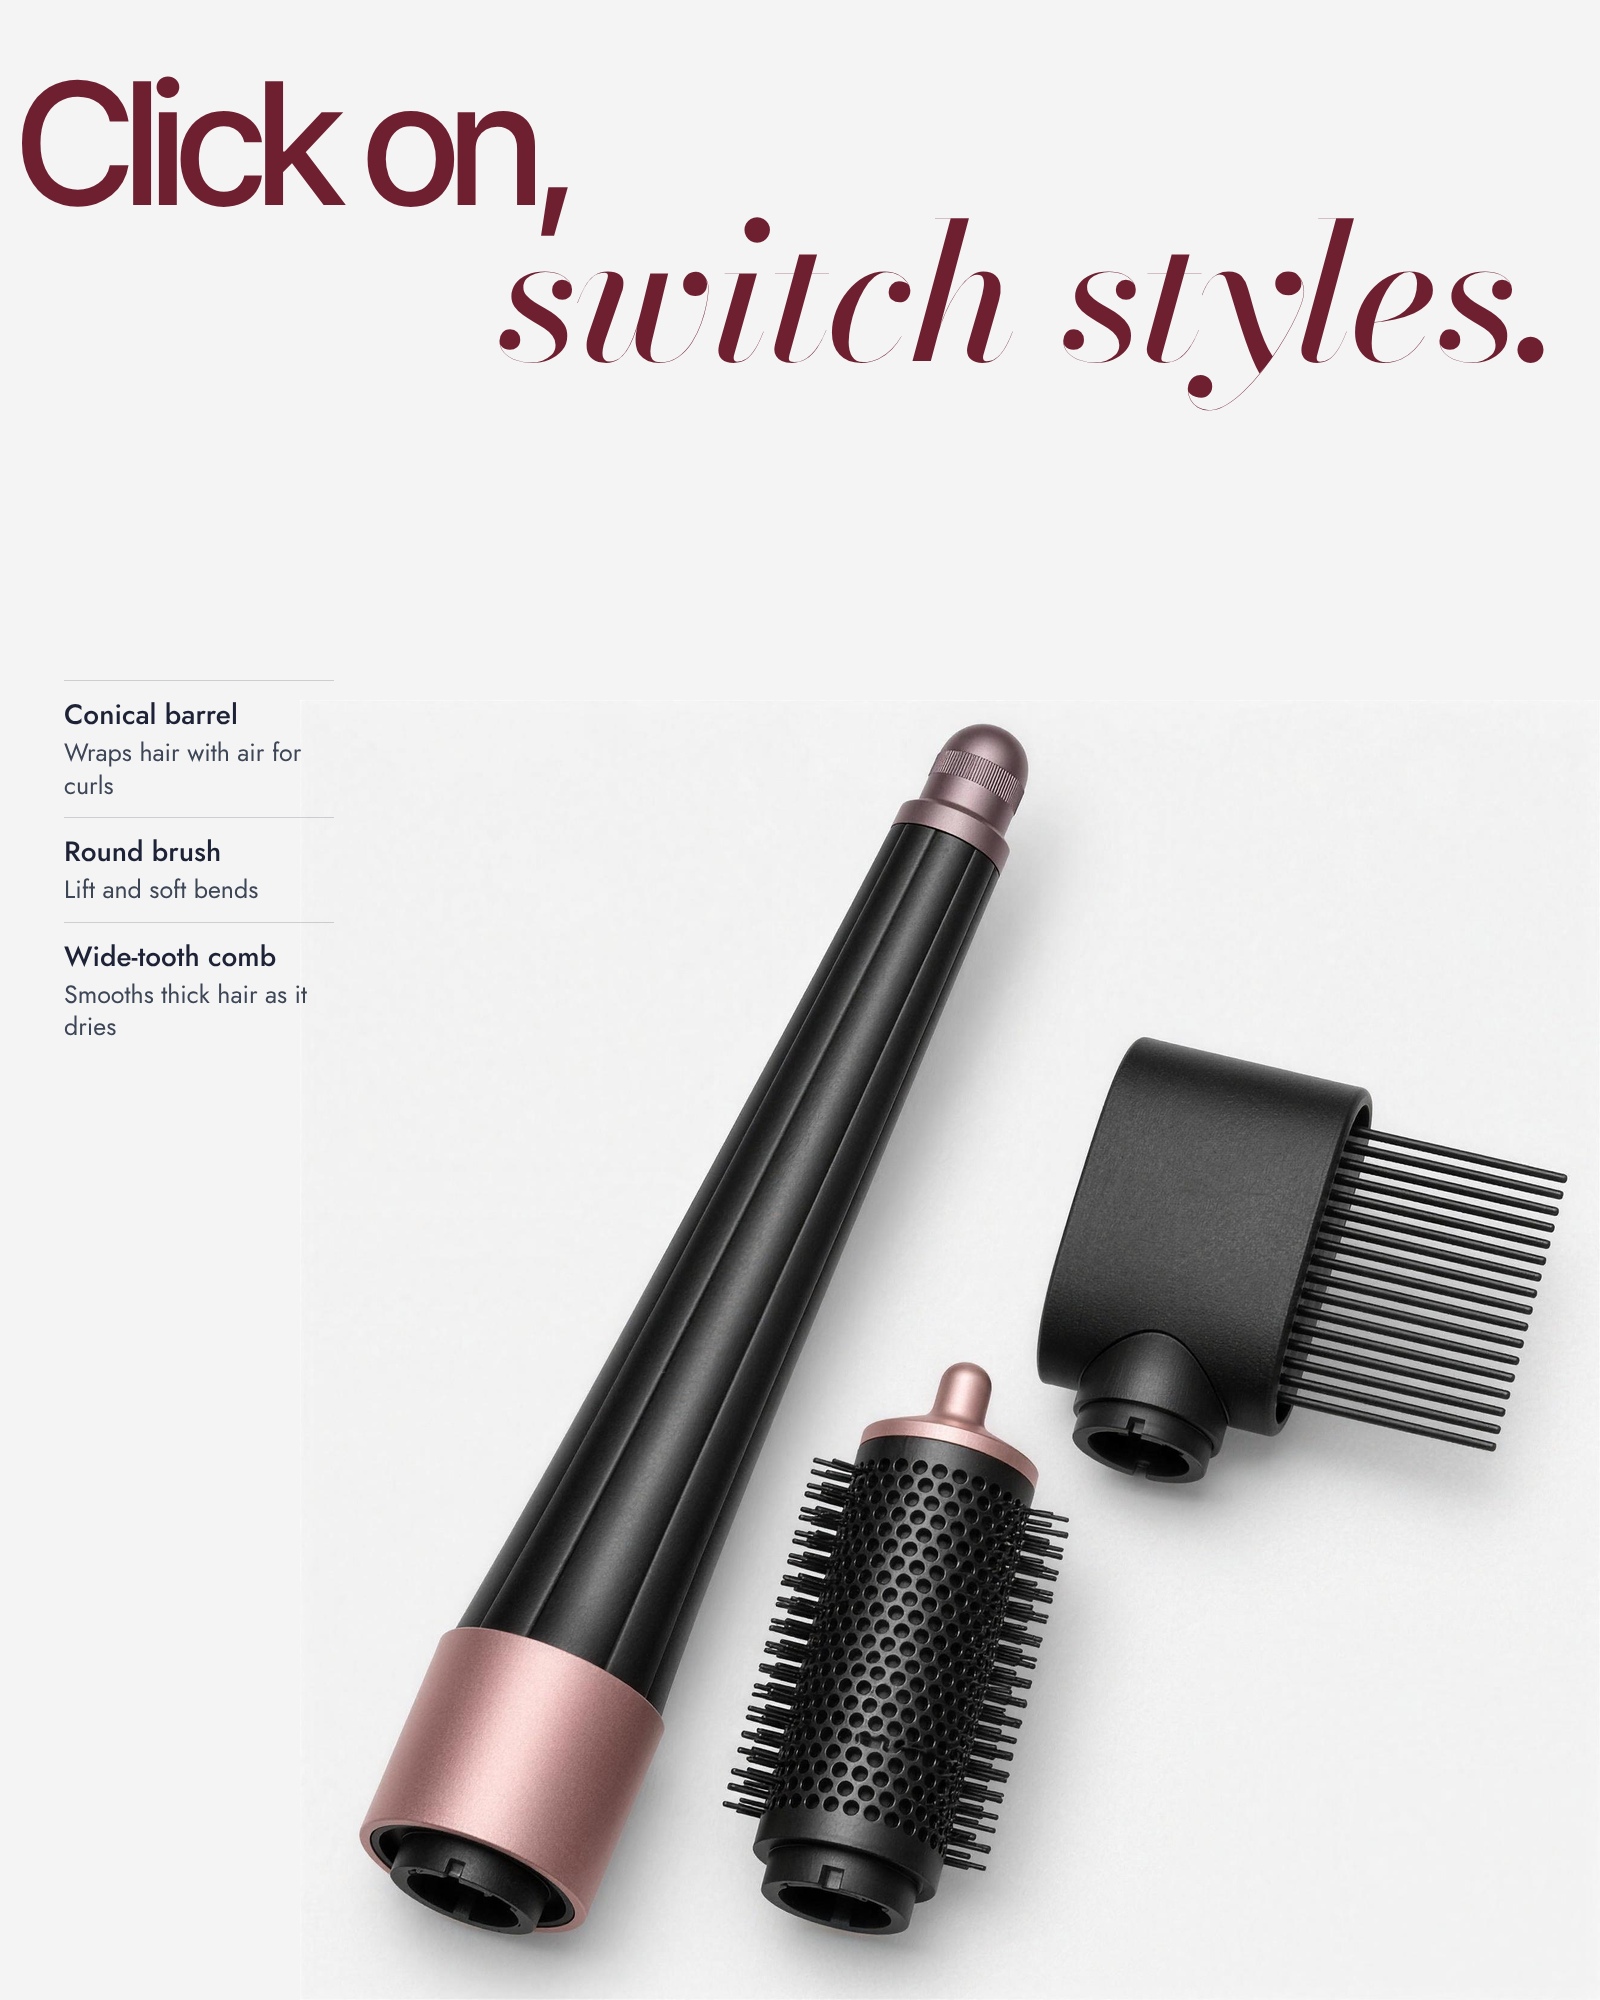 Click on,
switch styles.
Conical barrel
Wraps hair with air for
curls
Round brush
Lift and soft bends
Wide-tooth comb
Smooths thick hair as it
dries